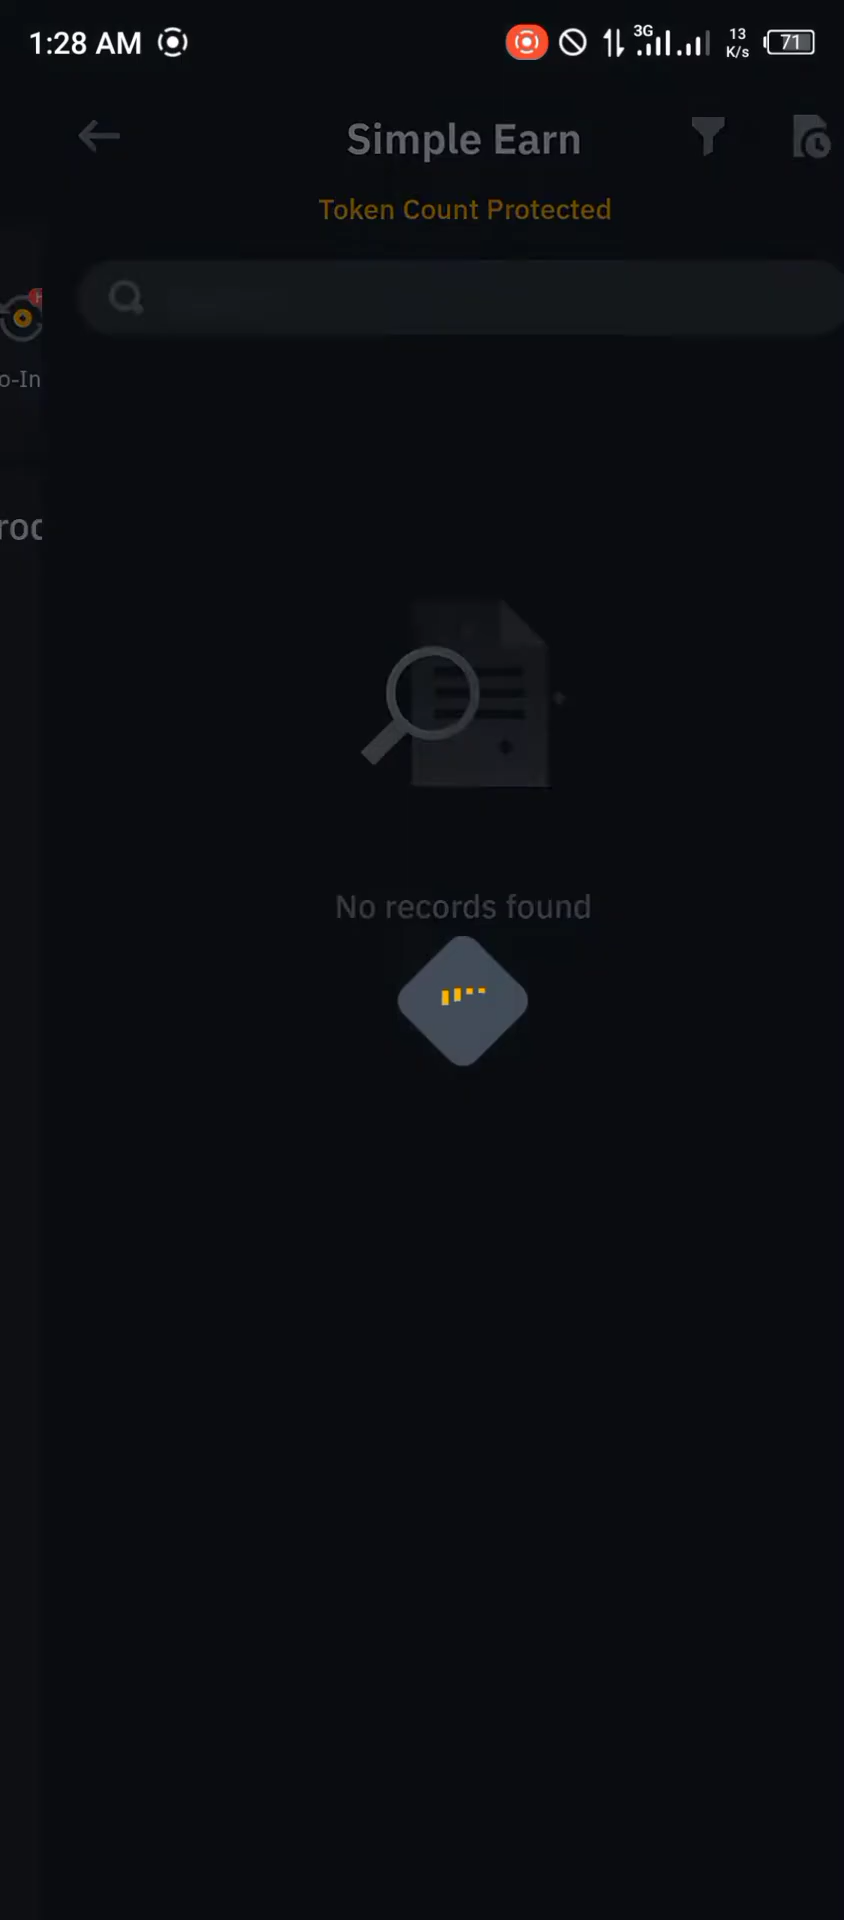 1:28 AM
3G
13
K/s
71
Simple Earn
Token Count Protected
o-In
roc
No records found